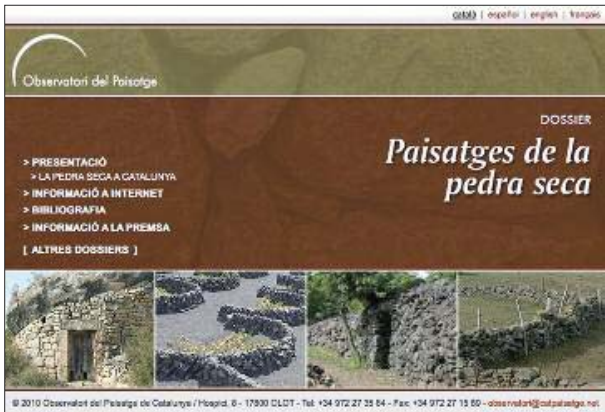 català | español | english | français
Observatori del Paisatge
DOSSIER
Paisatges de la
pedra seca
> PRESENTACIÓ
> LA PEDRA SECA A CATALUNYA
> INFORMACIÓ A INTERNET
> BIBLIOGRAFIA
> INFORMACIÓ A LA PREMSA
[ ALTRES DOSSIERS ]
© 2010 Observatori del Paisatge de Catalunya / Hospici, 8 - 17800 OLOT - Tel: +34 972 27 35 64 - Fax: +34 972 27 15 89 - observatori@catpaisatge.net